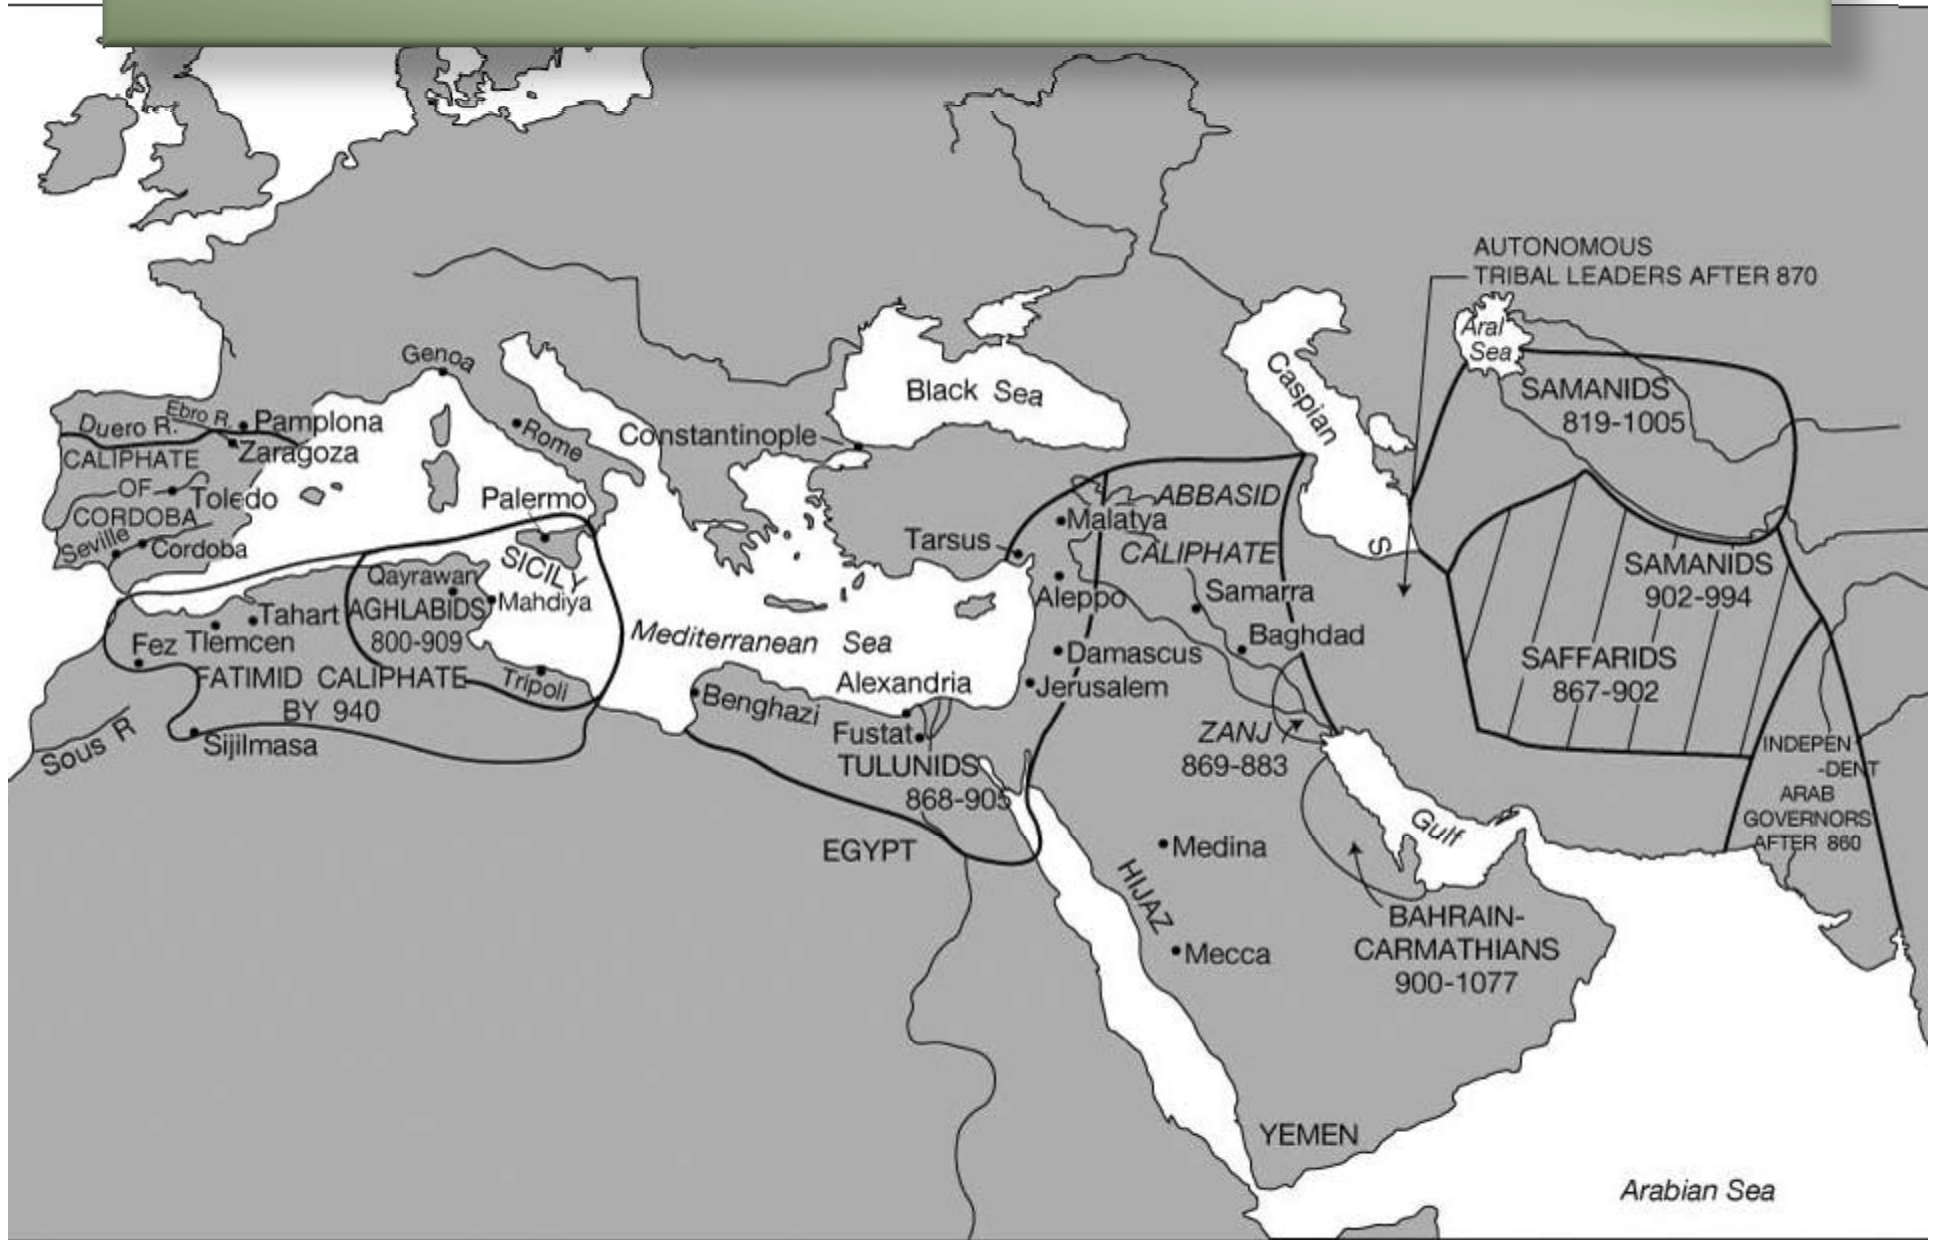 AUTONOMOUS
TRIBAL LEADERS AFTER 870
Aral
Sea
Genoa
Caspian
S
Black Sea
SAMANIDS
819-1005
Duero R.
Ebro R.
Pamplona
Rome
Constantinople
Zaragoza
CALIPHATE
OF
CORDOBA
Toledo
Palermo
ABBASID
CALIPHATE
Malatya
Seville
Cordoba
SICILY
Tarsus
SAMANIDS
902-994
Qayrawan
Mahdiya
Aleppo
Samarra
Tahart
AGHLABIDS
800-909
Fez
Tlemcen
Mediterranean Sea
Baghdad
Damascus
SAFFARIDS
867-902
FATIMID CALIPHATE
BY 940
Tripoli
Alexandria
Jerusalem
Benghazi
Fustat
Sous R
Sijilmasa
ZANJ
869-883
INDEPEN
-DENT
ARAB
GOVERNORS
AFTER 860
TULUNIDS
868-905
EGYPT
Gulf
Medina
HIJAZ
BAHRAIN-
CARMATHIANS
900-1077
Mecca
YEMEN
Arabian Sea